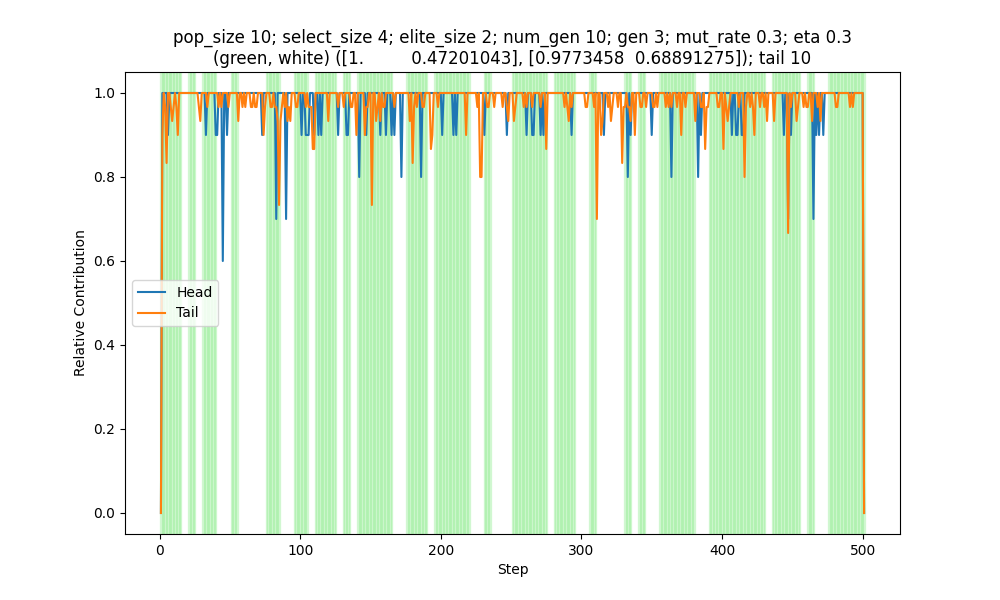 pop_size 10; select_size 4; elite_size 2; num_gen 10; gen 3; mut_rate 0.3; eta 0.3
(green, white) ([1.          0.47201043], [0.9773458  0.68891275]); tail 10
1.0
0.8
0.6
0.4
0.2
0.0
Relative Contribution
Head
Tail
0
100
200
300
400
500
Step